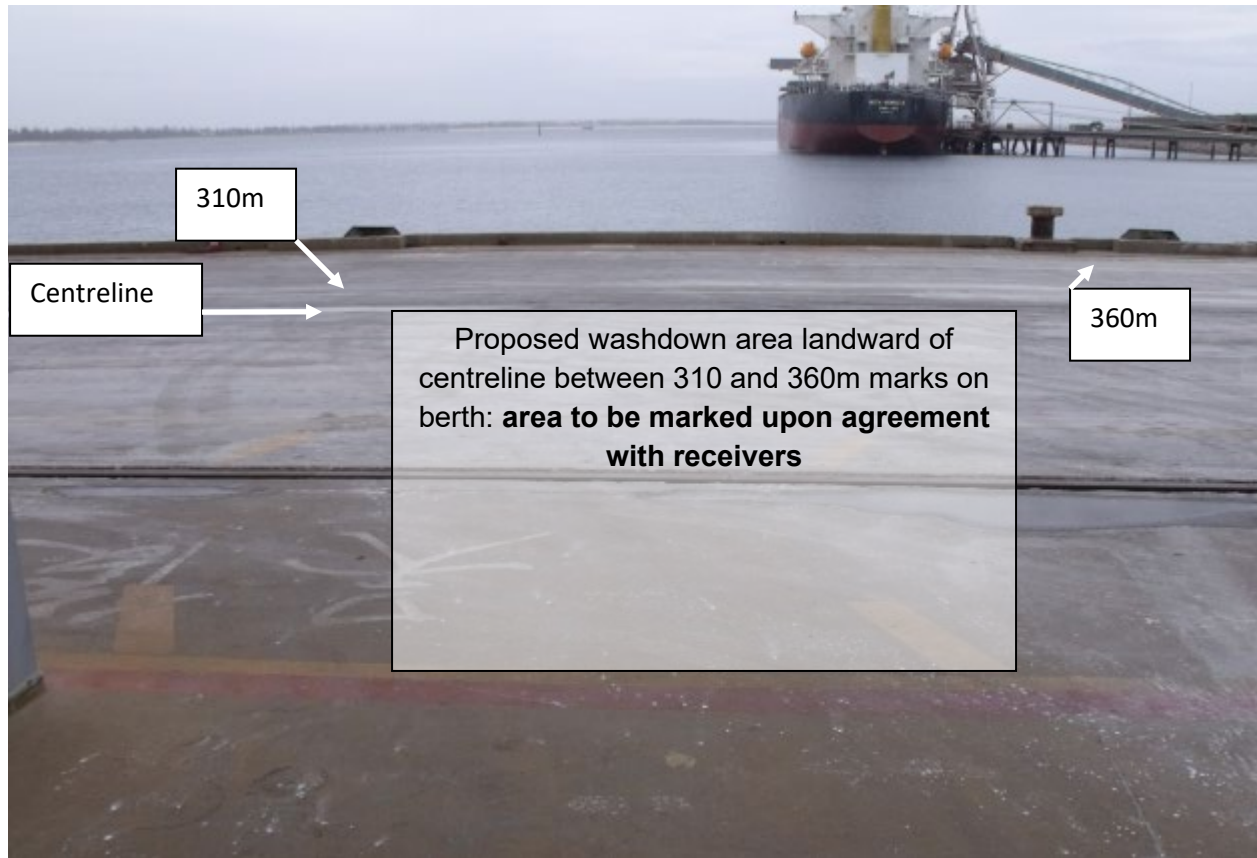 310m
Centreline
360m
Proposed washdown area landward of
centreline between 310 and 360m marks on
berth: area to be marked upon agreement
with receivers